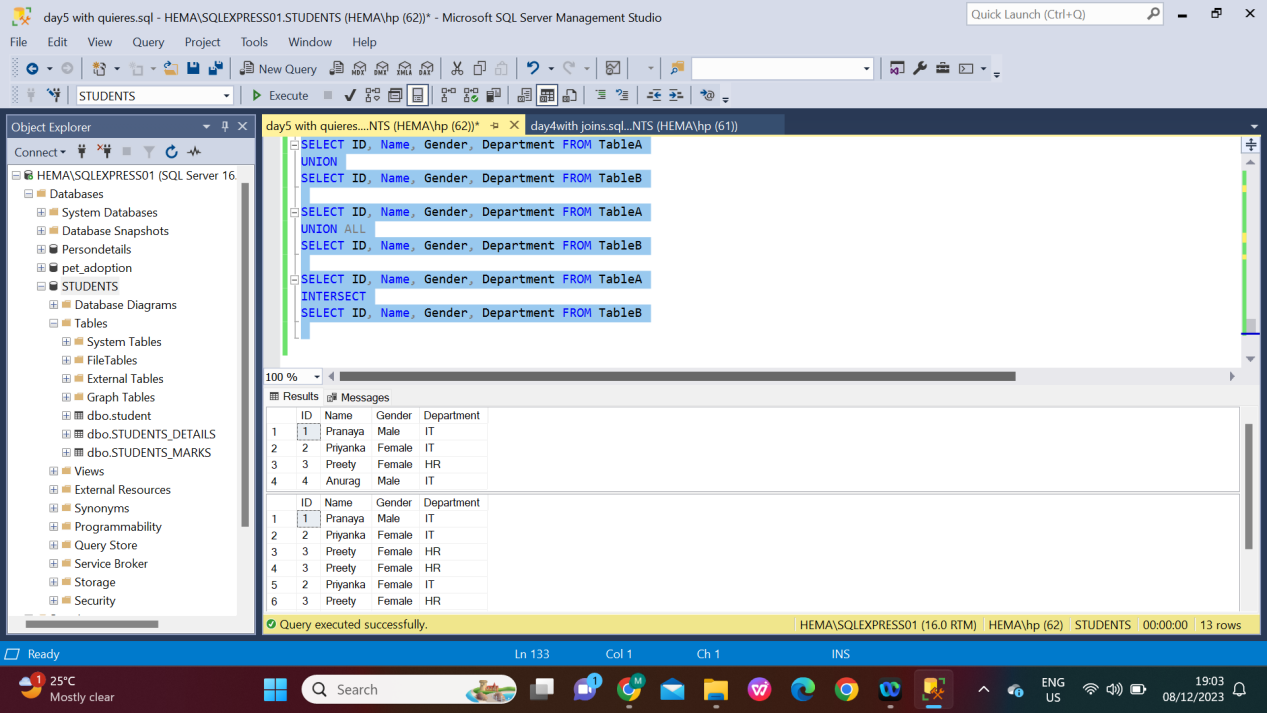 day5 with quieres.sql - HEMA\SQLEXPRESS01.STUDENTS (HEMA\hp (62))* - Microsoft SQL Server Management Studio
Quick Launch (Ctrl+Q)
File Edit View Query Project Tools Window Help
New Query MDX DMX XMLA DAX
STUDENTS Execute
Object Explorer
day5 with quieres....NTS (HEMA\hp (62))* day4with joins.sql...NTS (HEMA\hp (61))
Connect
HEMA\SQLEXPRESS01 (SQL Server 16.
Databases
System Databases
Database Snapshots
Persondetails
pet_adoption
STUDENTS
Database Diagrams
Tables
System Tables
FileTables
External Tables
Graph Tables
dbo.student
dbo.STUDENTS_DETAILS
dbo.STUDENTS_MARKS
Views
External Resources
Synonyms
Programmability
Query Store
Service Broker
Storage
Security
SELECT ID, Name, Gender, Department FROM TableA
UNION
SELECT ID, Name, Gender, Department FROM TableB
SELECT ID, Name, Gender, Department FROM TableA
UNION ALL
SELECT ID, Name, Gender, Department FROM TableB
SELECT ID, Name, Gender, Department FROM TableA
INTERSECT
SELECT ID, Name, Gender, Department FROM TableB
100 %
Results Messages
ID Name Gender Department
1 1 Pranaya Male IT
2 2 Priyanka Female IT
3 3 Preety Female HR
4 4 Anurag Male IT
ID Name Gender Department
1 1 Pranaya Male IT
2 2 Priyanka Female IT
3 3 Preety Female HR
4 3 Preety Female HR
5 2 Priyanka Female IT
6 3 Preety Female HR
Query executed successfully. HEMA\SQLEXPRESS01 (16.0 RTM) HEMA\hp (62) STUDENTS 00:00:00 13 rows
Ready Ln 133 Col 1 Ch 1 INS
1 25°C
Mostly clear
Search
1 M
ENG
US
19:03
08/12/2023